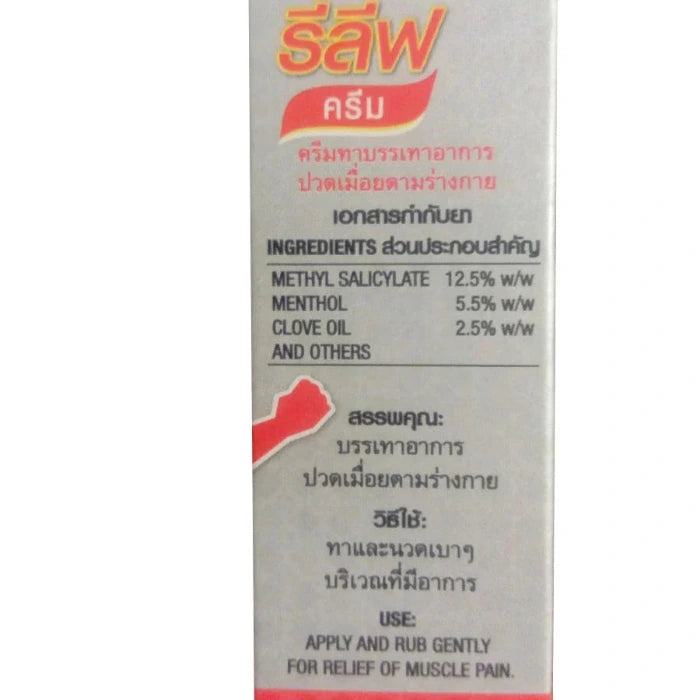 รีลีฟ
ครีม
ครีมทาบรรเทาอาการ
ปวดเมื่อยตามร่างกาย
เอกสารกำกับยา
INGREDIENTS ส่วนประกอบสำคัญ
METHYL SALICYLATE 12.5% w/w
MENTHOL 5.5% w/w
CLOVE OIL 2.5% w/w
AND OTHERS
สรรพคุณ:
บรรเทาอาการ
ปวดเมื่อยตามร่างกาย
วิธีใช้:
ทาและนวดเบาๆ
บริเวณที่มีอาการ
USE:
APPLY AND RUB GENTLY
FOR RELIEF OF MUSCLE PAIN.